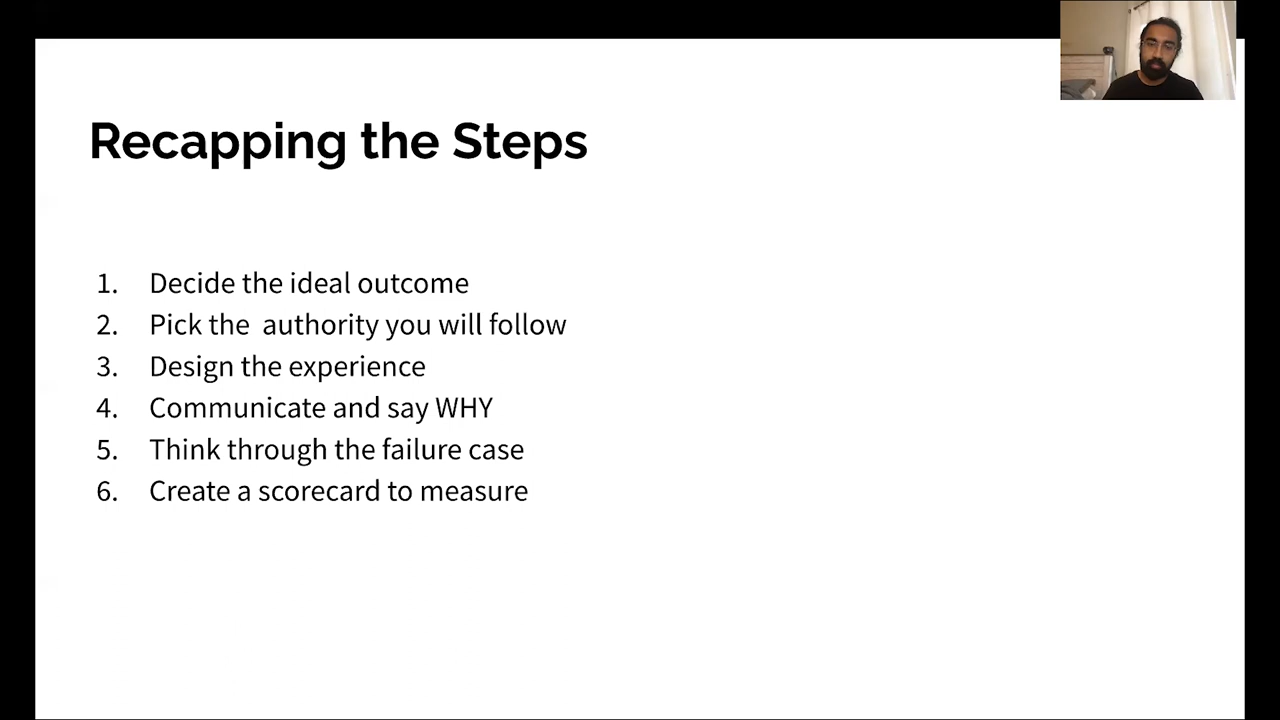 Recapping the Steps
1. Decide the ideal outcome
2. Pick the  authority you will follow
3. Design the experience
4. Communicate and say WHY
5. Think through the failure case
6. Create a scorecard to measure